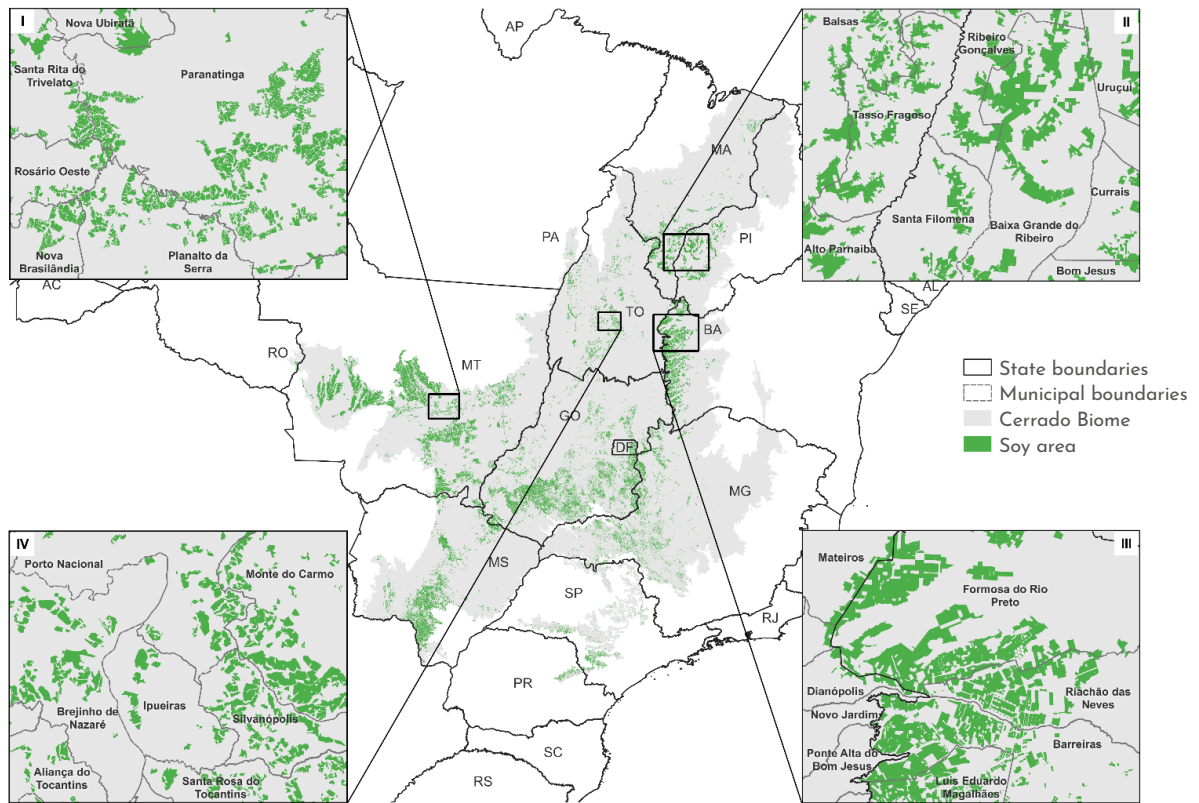 I
Nova Ubiratã
Santa Rita do
Trivelato
Paranatinga
Rosário Oeste
Nova
Brasilândia
Planalto da
Serra
II
Balsas
Ribeiro
Gonçalves
Uruçuí
Tasso Fragoso
Currais
Santa Filomena
Baixa Grande do
Ribeiro
Alto Parnaiba
Bom Jesus
AP
MA
PA
PI
AC
AL
SE
TO
BA
RO
MT
GO
DF
MG
MS
SP
RJ
PR
SC
RS
State boundaries
Municipal boundaries
Cerrado Biome
Soy area
IV
Porto Nacional
Monte do Carmo
Ipueiras
Brejinho de
Nazaré
Silvanópolis
Aliança do
Tocantins
Santa Rosa do
Tocantins
III
Mateiros
Formosa do Rio
Preto
Dianópolis
Riachão das
Neves
Novo Jardim
Barreiras
Ponte Alta do
Bom Jesus
Luis Eduardo
Magalhães